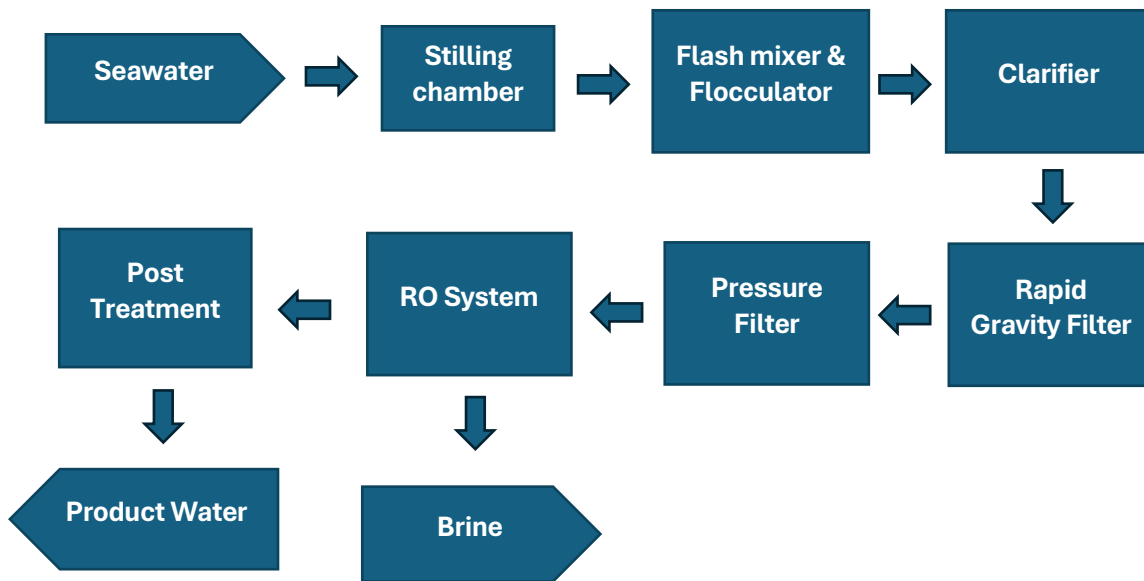 Seawater
Stilling
chamber
Flash mixer &
Flocculator
Clarifier
Rapid
Gravity Filter
Pressure
Filter
RO System
Post
Treatment
Product Water
Brine